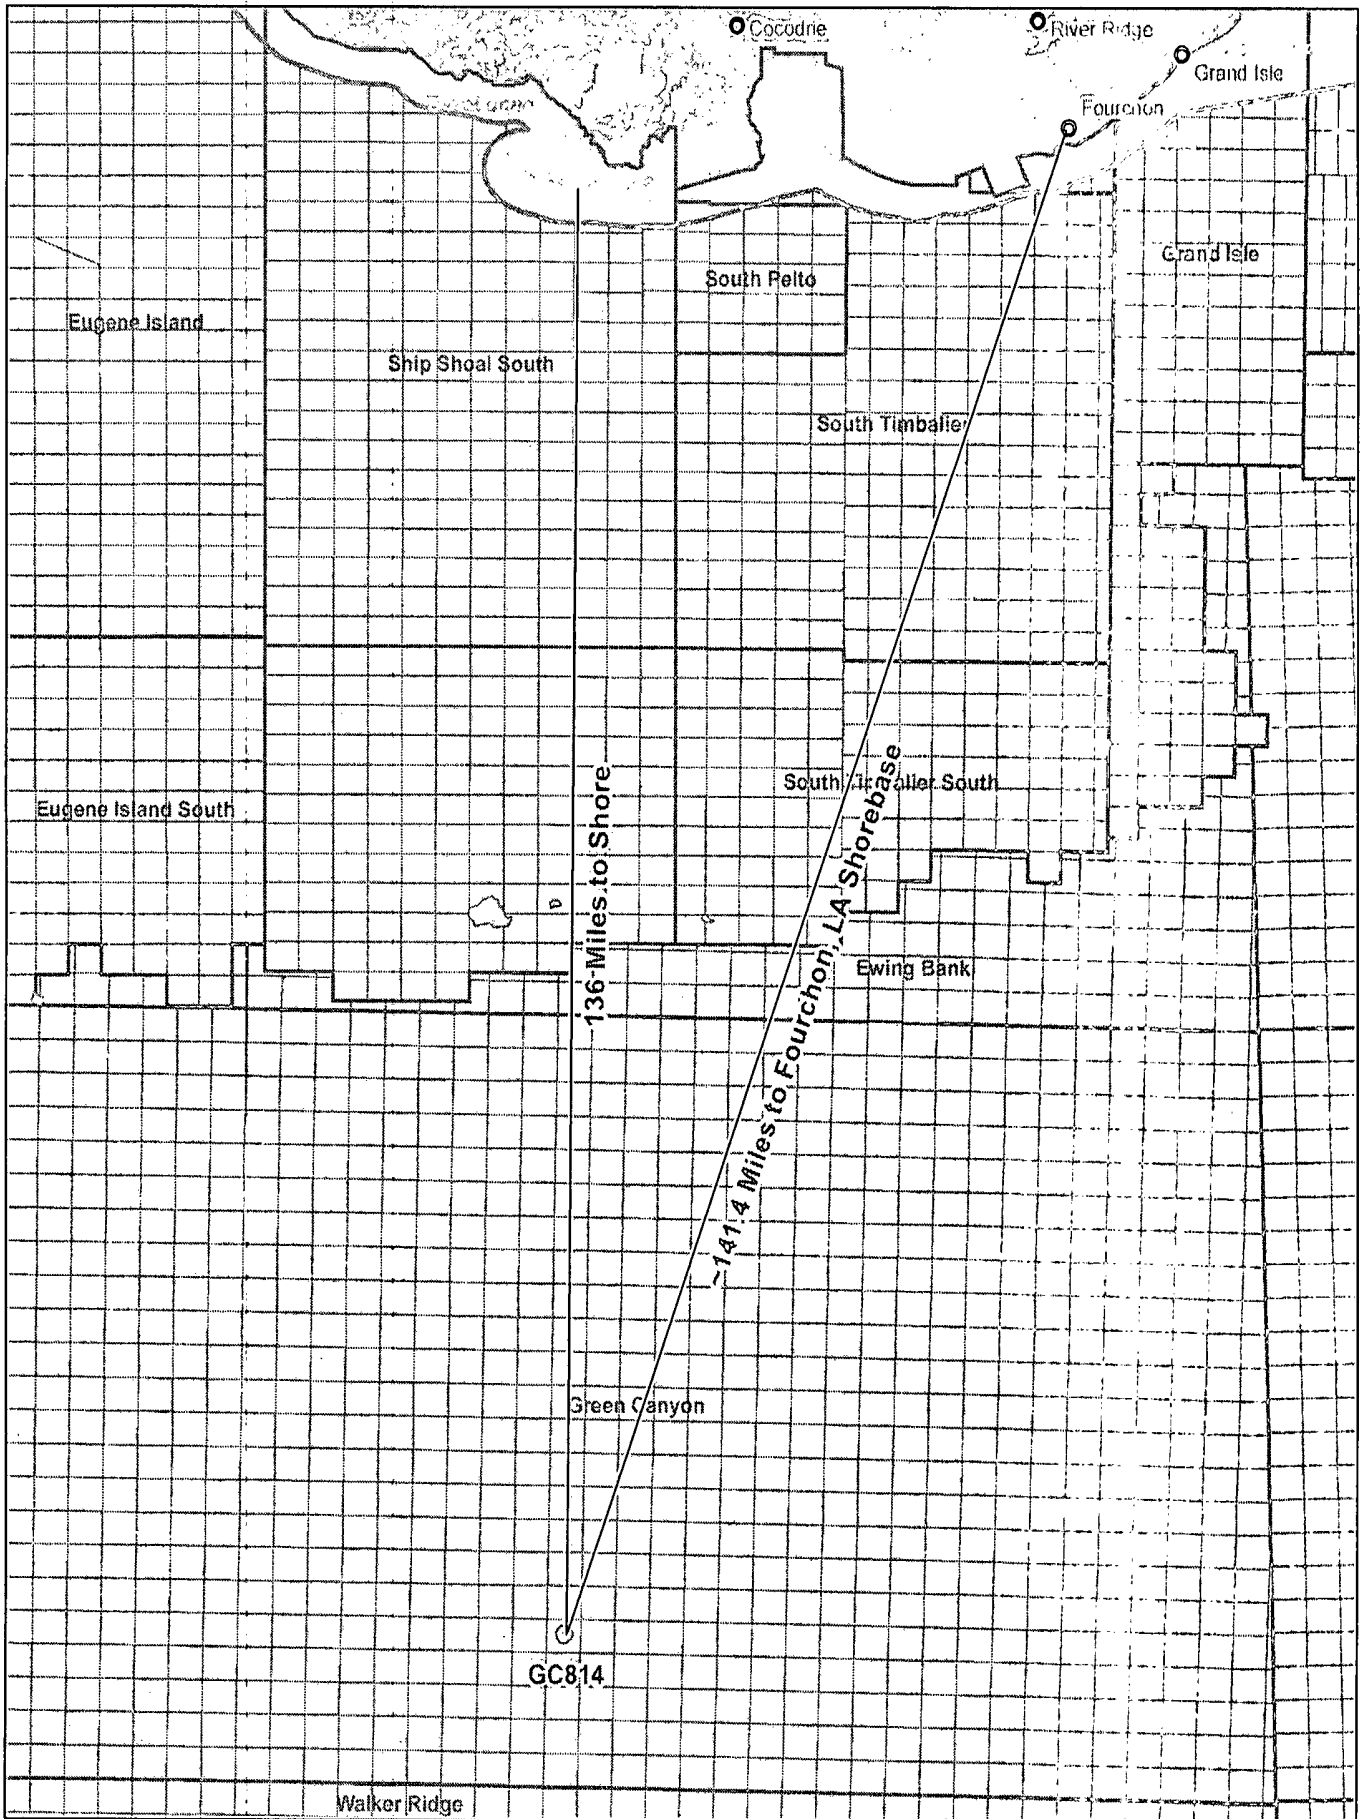 Cocodrie
River Ridge
Grand Isle
Fourchon
Grand Isle
South Pelto
Eugene Island
Ship Shoal South
South Timbalier
South Timbalier South
Eugene Island South
136 Miles to Shore
~141.4 Miles to Fourchon, LA Shorebase
Ewing Bank
Green Canyon
GC814
Walker Ridge